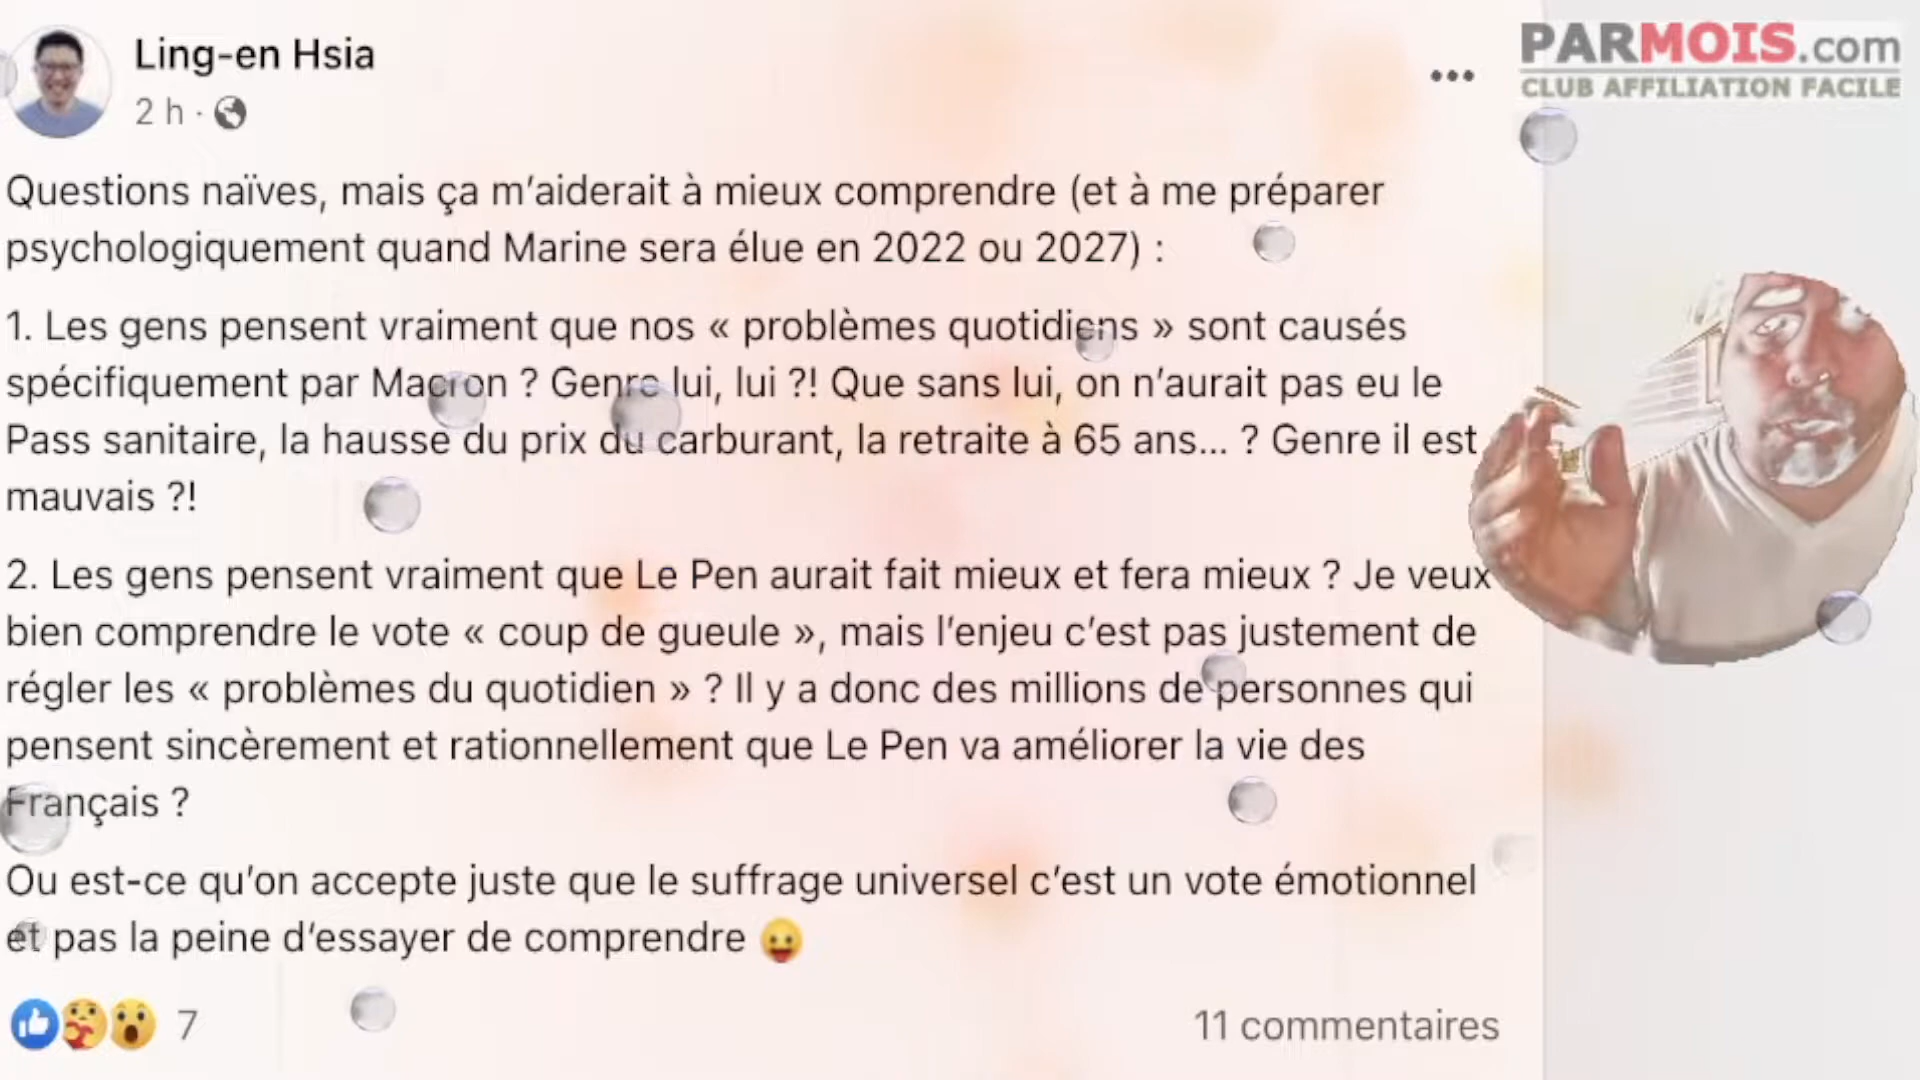 Ling-en Hsia
2 h ·
PARMOIS.com
CLUB AFFILIATION FACILE
Questions naïves, mais ça m’aiderait à mieux comprendre (et à me préparer
psychologiquement quand Marine sera élue en 2022 ou 2027) :
1. Les gens pensent vraiment que nos « problèmes quotidiens » sont causés
spécifiquement par Macron ? Genre lui, lui ?! Que sans lui, on n’aurait pas eu le
Pass sanitaire, la hausse du prix du carburant, la retraite à 65 ans... ? Genre il est
mauvais ?!
2. Les gens pensent vraiment que Le Pen aurait fait mieux et fera mieux ? Je veux
bien comprendre le vote « coup de gueule », mais l’enjeu c’est pas justement de
régler les « problèmes du quotidien » ? Il y a donc des millions de personnes qui
pensent sincèrement et rationnellement que Le Pen va améliorer la vie des
Français ?
Ou est-ce qu’on accepte juste que le suffrage universel c’est un vote émotionnel
et pas la peine d’essayer de comprendre 😛
7
11 commentaires